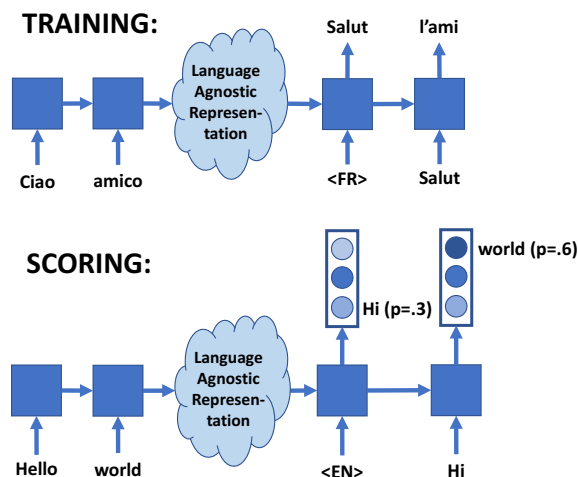 TRAINING:
Salut
l'ami
Language
Agnostic
Represen-
tation
Ciao
amico
<FR>
Salut
SCORING:
world (p=.6)
Hi (p=.3)
Language
Agnostic
Represen-
tation
Hello
world
<EN>
Hi